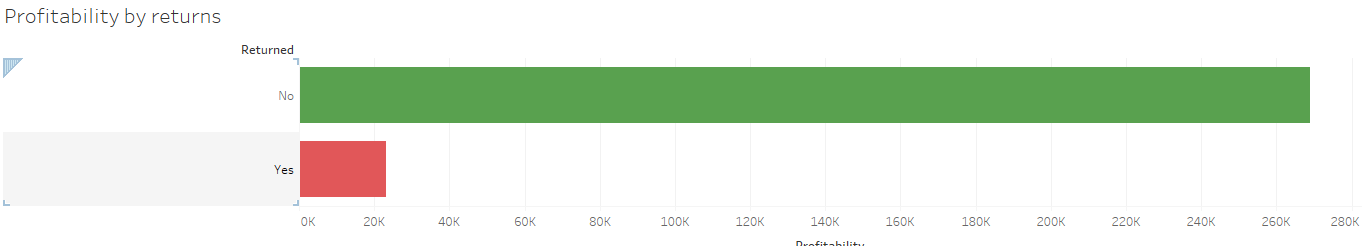 Profitability by returns
Returned
No
Yes
0K 20K 40K 60K 80K 100K 120K 140K 160K 180K 200K 220K 240K 260K 280K
Profitability